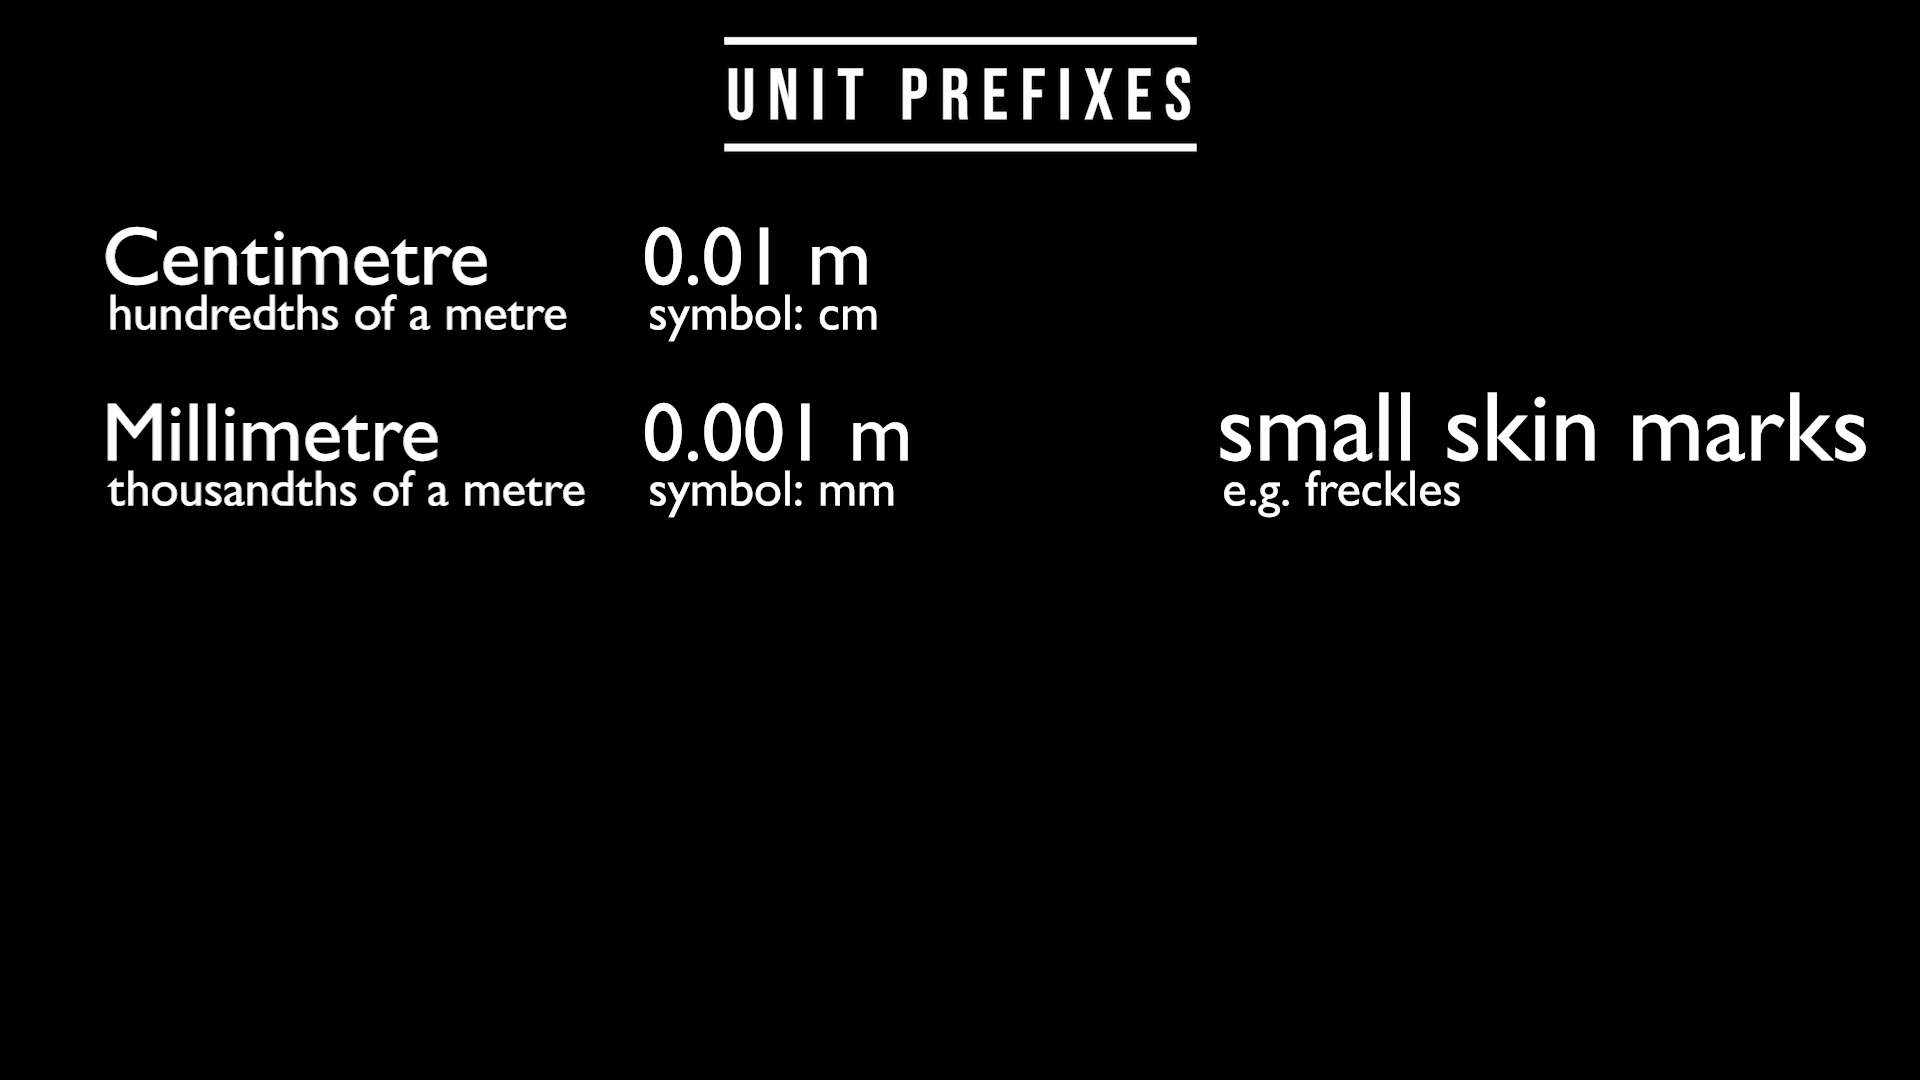 UNIT PREFIXES
Centimetre 0.01 m
hundredths of a metre symbol: cm
Millimetre 0.001 m small skin marks
thousandths of a metre symbol: mm e.g. freckles